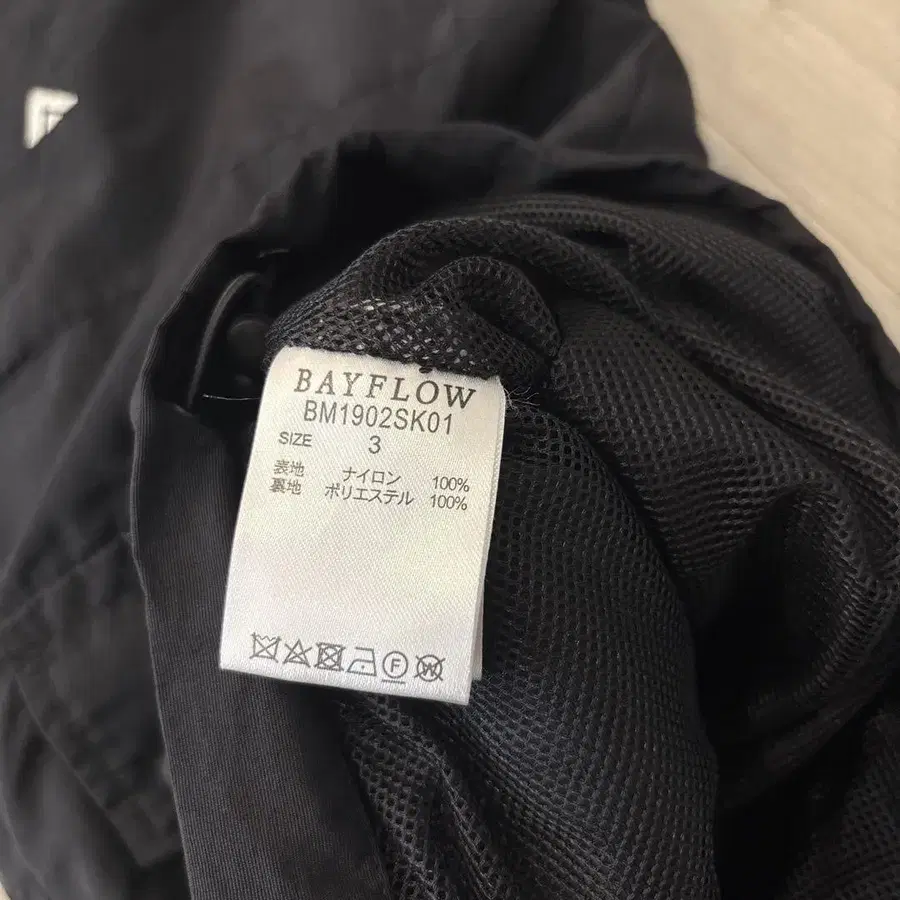 BAYFLOW
BM1902SK01
SIZE 3
表地 ナイロン 100%
裏地 ポリエステル 100%
F
W